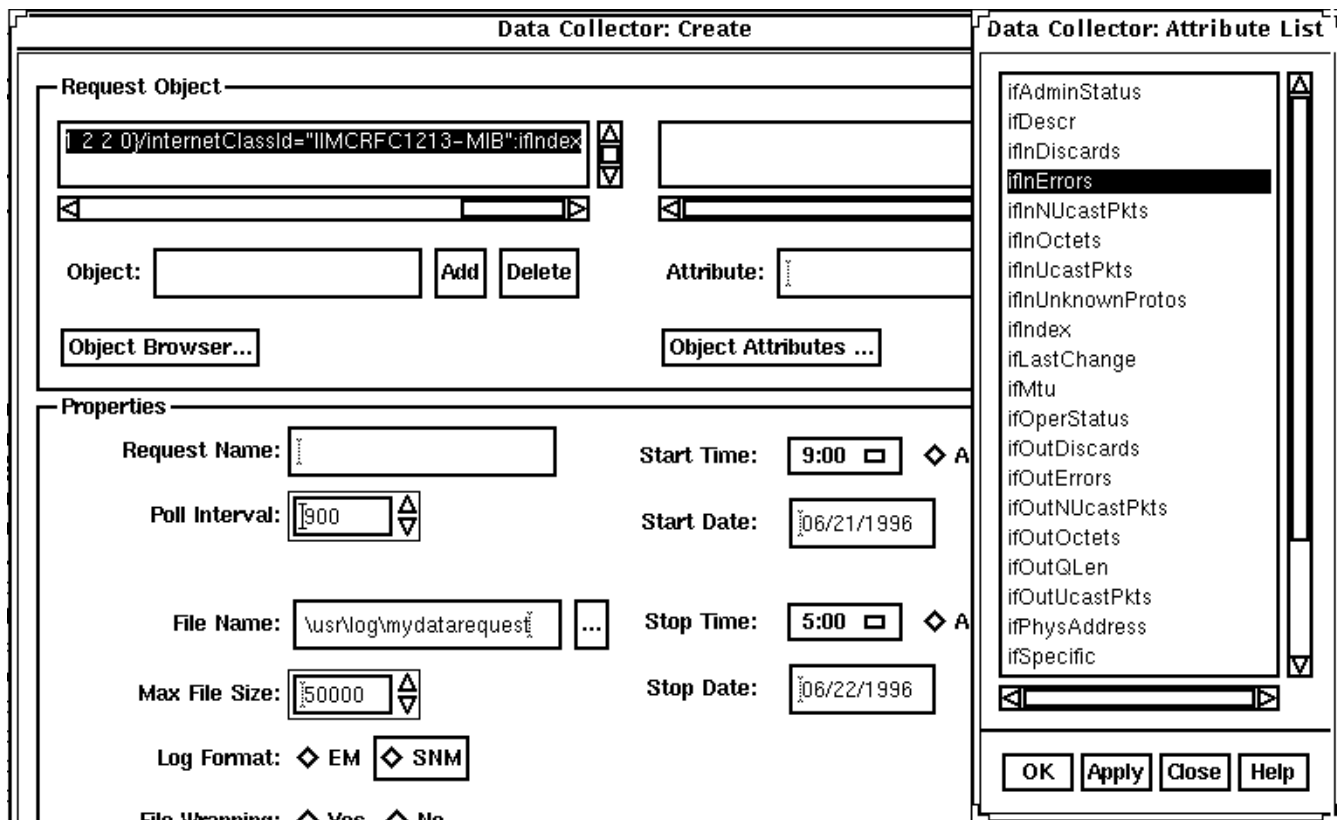 Data Collector: Create
Request Object
1 2 2 0}/internetClassId="IIMCRFC1213-MIB":ifIndex
Object:
Add
Delete
Attribute:
Object Browser...
Object Attributes ...
Properties
Request Name:
Start Time:
9:00
A
Poll Interval:
900
Start Date:
06/21/1996
File Name:
\usr\log\mydatarequest
...
Stop Time:
5:00
A
Max File Size:
50000
Stop Date:
06/22/1996
Log Format:
EM
SNM
File Wrapping:
Yes
No
Data Collector: Attribute List
ifAdminStatus
ifDescr
ifInDiscards
ifInErrors
ifInNUcastPkts
ifInOctets
ifInUcastPkts
ifInUnknownProtos
ifIndex
ifLastChange
ifMtu
ifOperStatus
ifOutDiscards
ifOutErrors
ifOutNUcastPkts
ifOutOctets
ifOutQLen
ifOutUcastPkts
ifPhysAddress
ifSpecific
OK
Apply
Close
Help